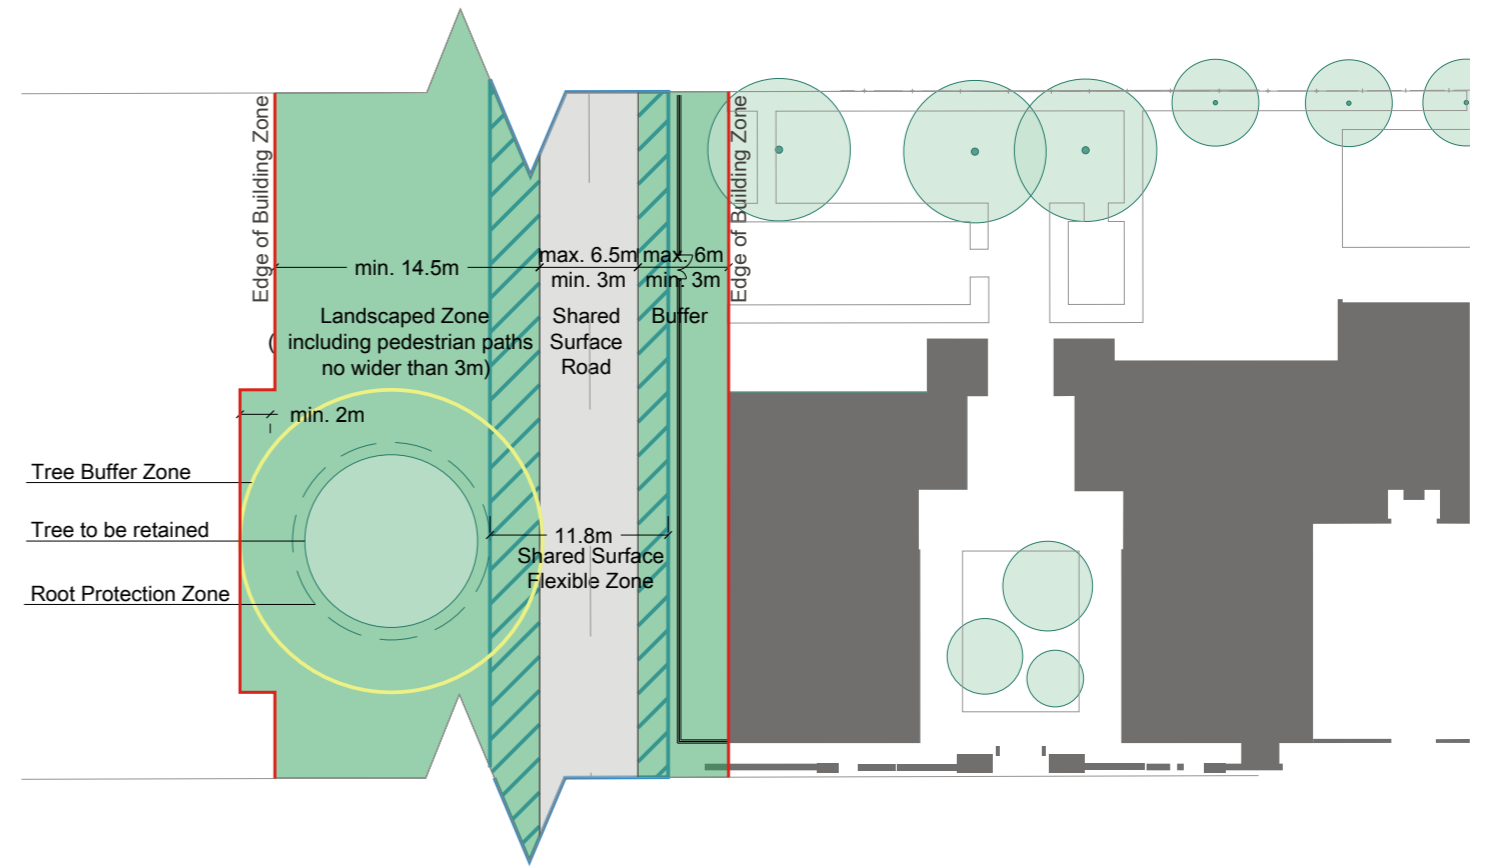 Edge of Building Zone
Edge of Building Zone
min. 14.5m
max. 6.5m
min. 3m
max. 6m
min. 3m
Landscaped Zone
( including pedestrian paths
no wider than 3m)
Shared
Surface
Road
Buffer
min. 2m
Tree Buffer Zone
Tree to be retained
Root Protection Zone
11.8m
Shared Surface
Flexible Zone